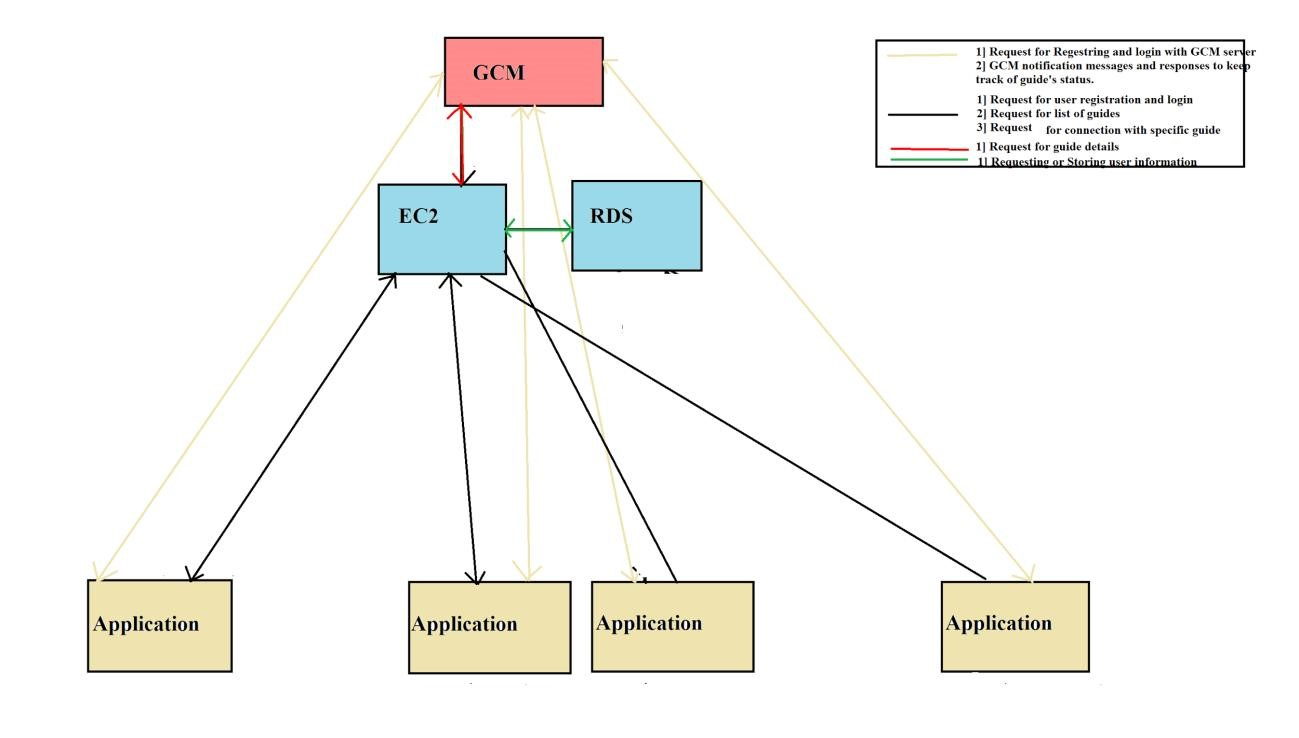 GCM
1] Request for Regestring and login with GCM server
2] GCM notification messages and responses to keep
track of guide's status.
1] Request for user registration and login
2] Request for list of guides
3] Request for connection with specific guide
1] Request for guide details
1] Requesting or Storing user information
EC2
RDS
Application
Application
Application
Application